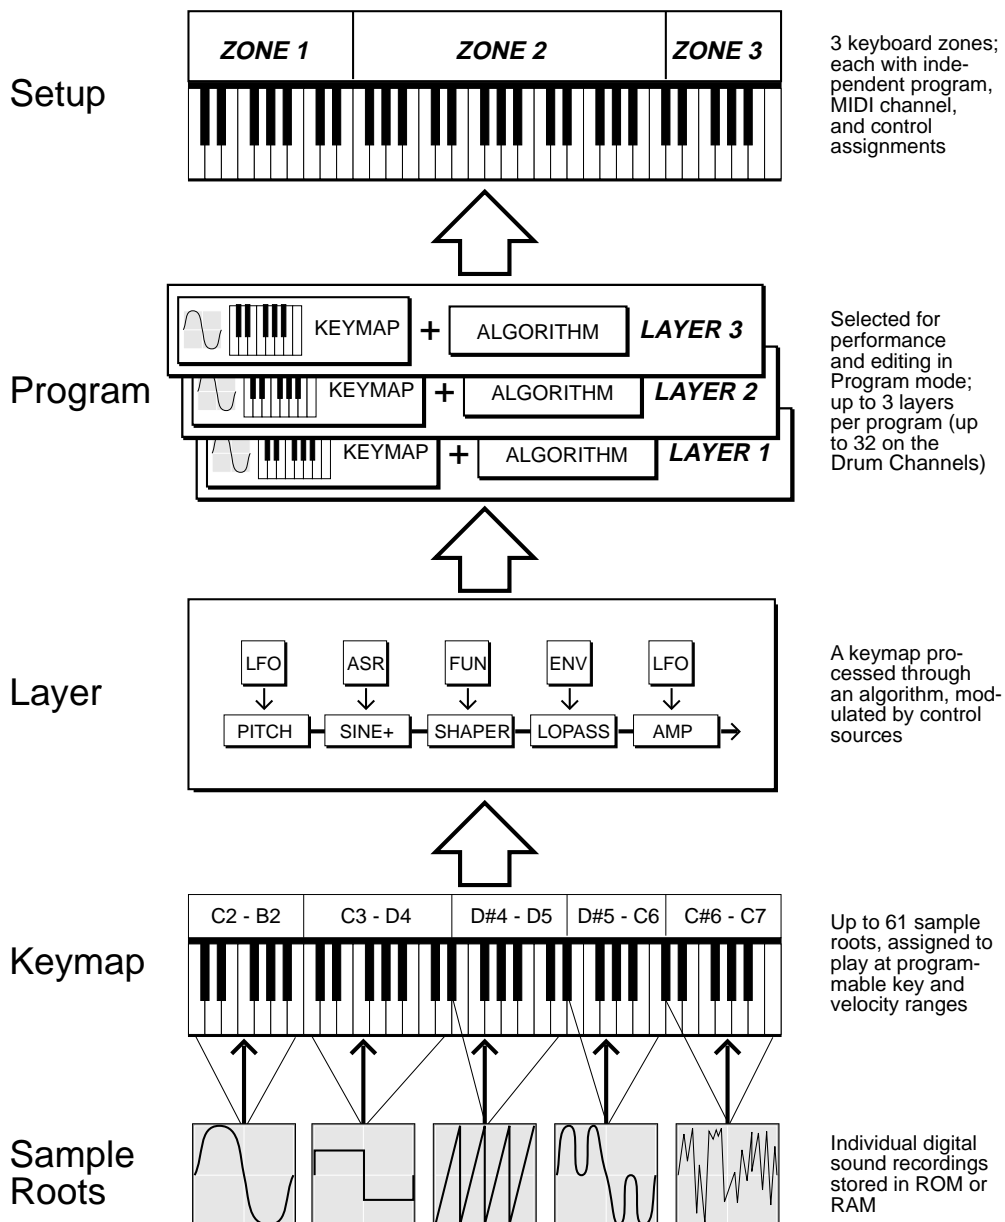 ZONE 1 ZONE 2 ZONE 3
Setup
3 keyboard zones;
each with inde-
pendent program,
MIDI channel,
and control
assignments
KEYMAP + ALGORITHM LAYER 3
Program
KEYMAP + ALGORITHM LAYER 2
KEYMAP + ALGORITHM LAYER 1
Selected for
performance
and editing in
Program mode;
up to 3 layers
per program (up
to 32 on the
Drum Channels)
Layer
LFO ASR FUN ENV LFO
PITCH SINE+ SHAPER LOPASS AMP
A keymap pro-
cessed through
an algorithm, mod-
ulated by control
sources
C2 - B2 C3 - D4 D#4 - D5 D#5 - C6 C#6 - C7
Keymap
Up to 61 sample
roots, assigned to
play at program-
mable key and
velocity ranges
Sample
Roots
Individual digital
sound recordings
stored in ROM or
RAM